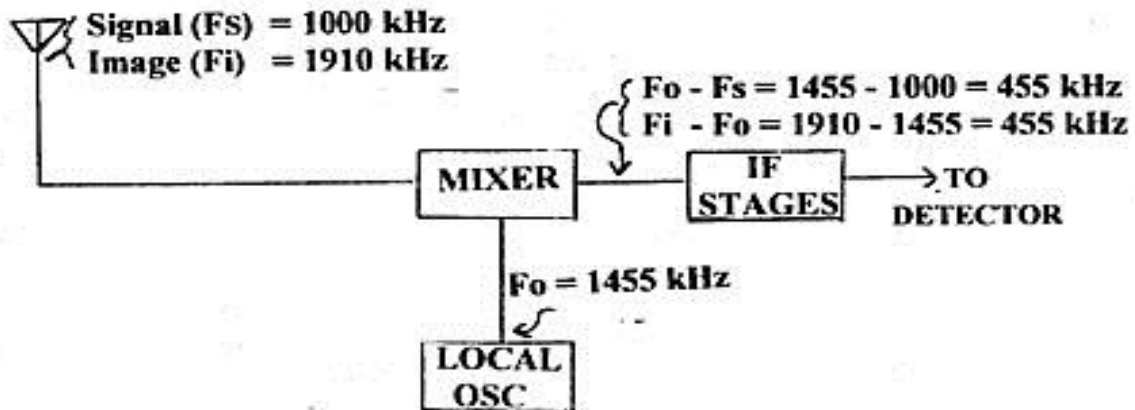 Signal (FS) = 1000 kHz
Image (Fi) = 1910 kHz
Fo - Fs = 1455 - 1000 = 455 kHz
Fi - Fo = 1910 - 1455 = 455 kHz
MIXER
IF
STAGES
TO
DETECTOR
Fo = 1455 kHz
LOCAL
OSC